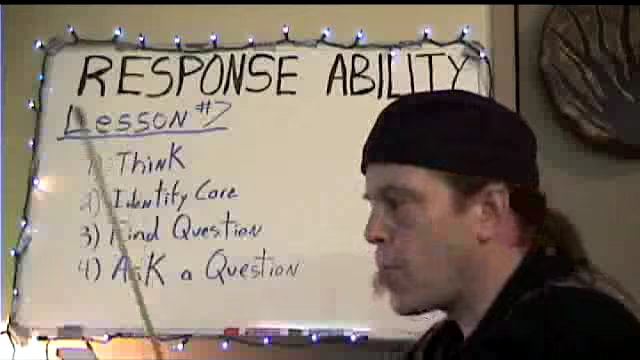 RESPONSE ABILITY
Lesson #7
1) Think
2) Identify Core
3) Find Question
4) Ask a Question